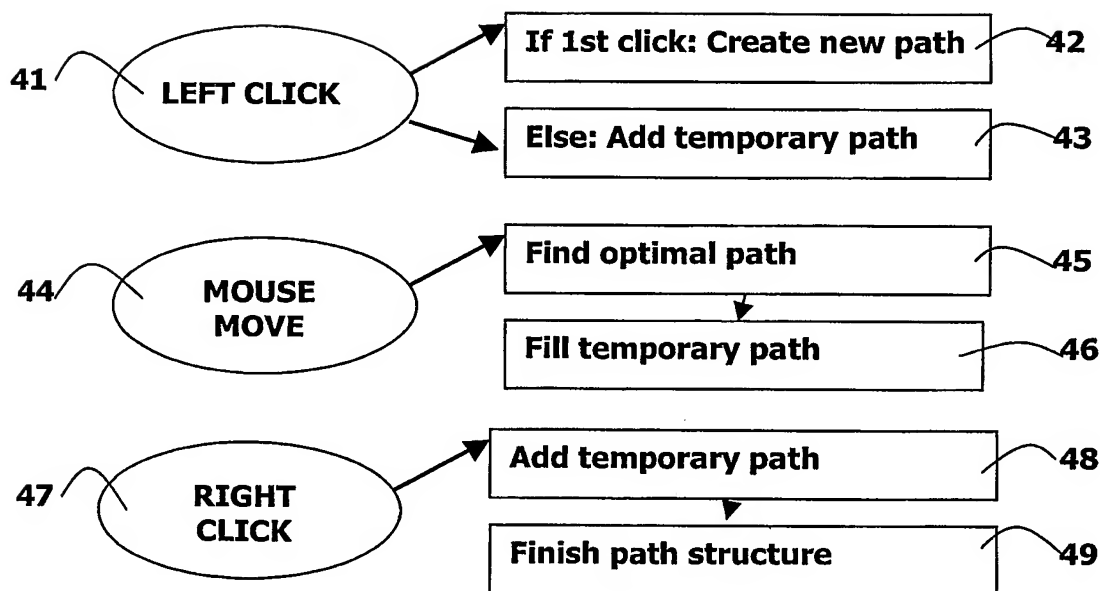 If 1st click: Create new path
42
41
LEFT CLICK
Else: Add temporary path
43
Find optimal path
45
44
MOUSE
MOVE
Fill temporary path
46
Add temporary path
48
47
RIGHT
CLICK
Finish path structure
49